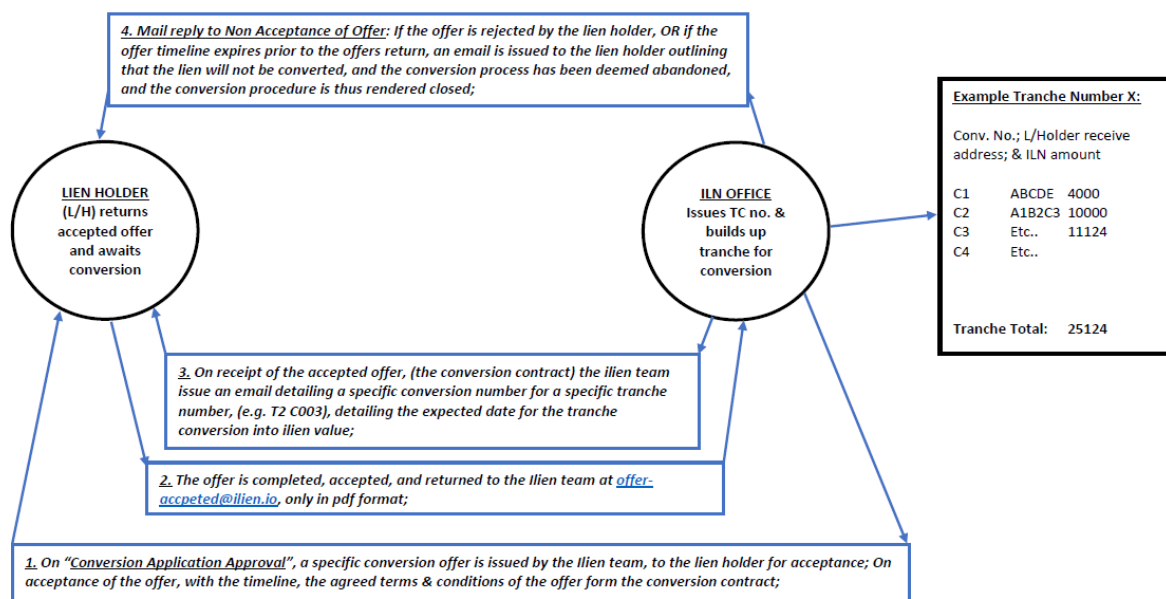 4. Mail reply to Non Acceptance of Offer: If the offer is rejected by the lien holder, OR if the
offer timeline expires prior to the offers return, an email is issued to the lien holder outlining
that the lien will not be converted, and the conversion process has been deemed abandoned,
and the conversion procedure is thus rendered closed;
LIEN HOLDER
(L/H) returns
accepted offer
and awaits
conversion
ILN OFFICE
Issues TC no. &
builds up
tranche for
conversion
Example Tranche Number X:
Conv. No.; L/Holder receive
address; & ILN amount
C1 ABCDE 4000
C2 A1B2C3 10000
C3 Etc.. 11124
C4 Etc..
Tranche Total: 25124
3. On receipt of the accepted offer, (the conversion contract) the ilien team
issue an email detailing a specific conversion number for a specific tranche
number, (e.g. T2 C003), detailing the expected date for the tranche
conversion into ilien value;
2. The offer is completed, accepted, and returned to the Ilien team at offer-
accpeted@ilien.io, only in pdf format;
1. On “Conversion Application Approval”, a specific conversion offer is issued by the Ilien team, to the lien holder for acceptance; On
acceptance of the offer, with the timeline, the agreed terms & conditions of the offer form the conversion contract;